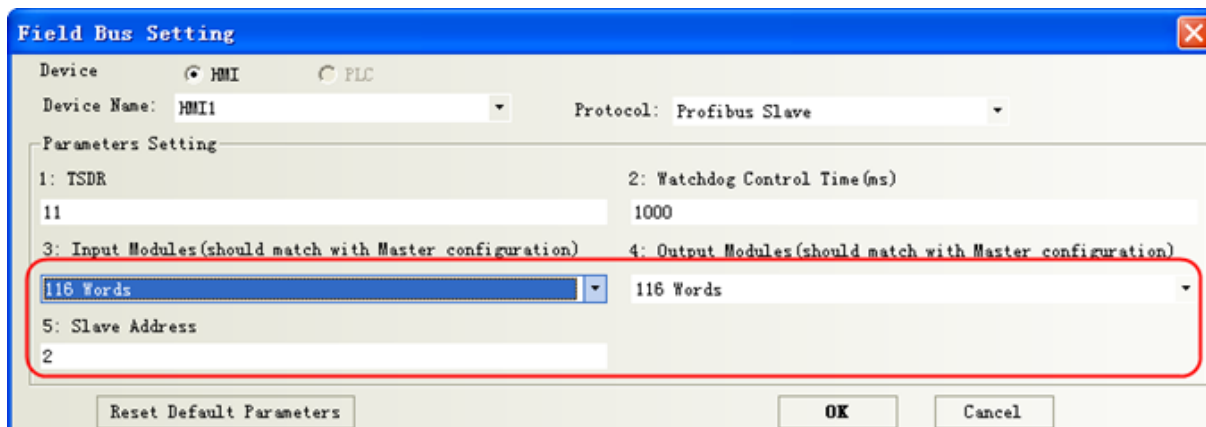 Field Bus Setting
Device HMI PLC
Device Name: HMI1 Protocol: Profibus Slave
Parameters Setting
1: TSDR 2: Watchdog Control Time(ms)
11 1000
3: Input Modules(should match with Master configuration) 4: Output Modules(should match with Master configuration)
116 Words 116 Words
5: Slave Address
2
Reset Default Parameters OK Cancel